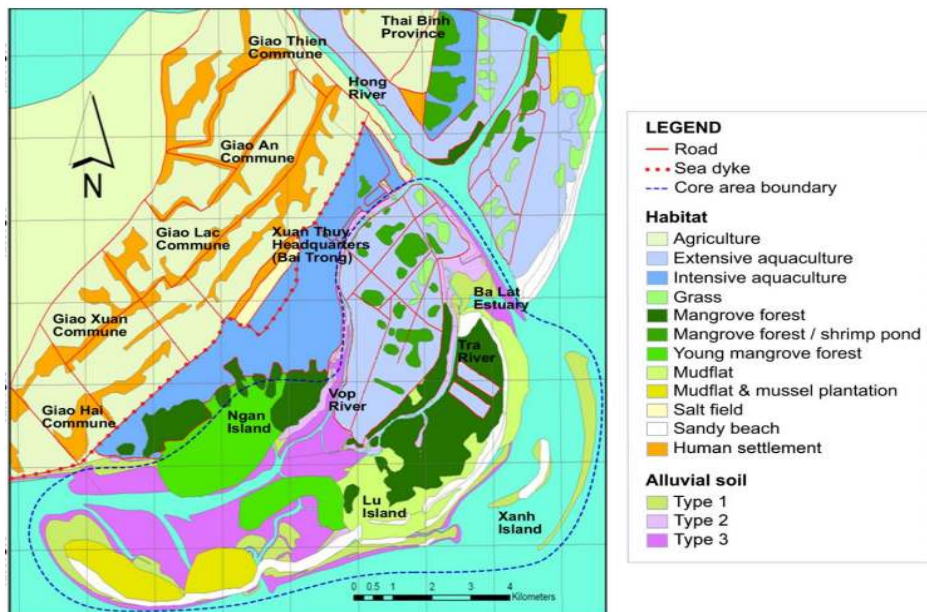 Thai Binh
Province
Giao Thien
Commune
Hong
River
Giao An
Commune
N
Giao Lac
Commune
Xuan Thuy
Headquarters
(Bai Trong)
Ba Lat
Estuary
Giao Xuan
Commune
Tra
River
Vop
River
Giao Hai
Commune
Ngan
Island
Lu
Island
Xanh
Island
0 0.5 1 2 3 4
Kilometers
LEGEND
Road
Sea dyke
Core area boundary
Habitat
Agriculture
Extensive aquaculture
Intensive aquaculture
Grass
Mangrove forest
Mangrove forest / shrimp pond
Young mangrove forest
Mudflat
Mudflat & mussel plantation
Salt field
Sandy beach
Human settlement
Alluvial soil
Type 1
Type 2
Type 3